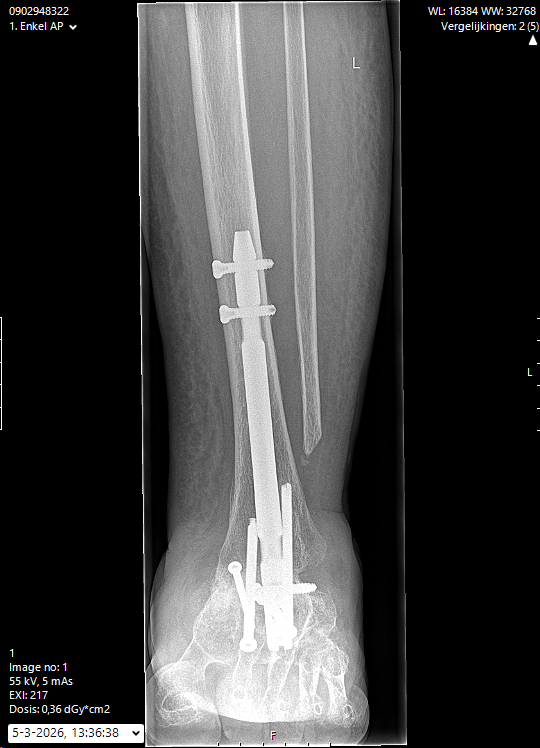 0902948322
1. Enkel AP
WL: 16384 WW: 32768
Vergelijkingen: 2 (5)
L
L
1
Image no: 1
55 kV, 5 mAs
EXI: 217
Dosis: 0,36 dGy*cm2
5-3-2026, 13:36:38
F